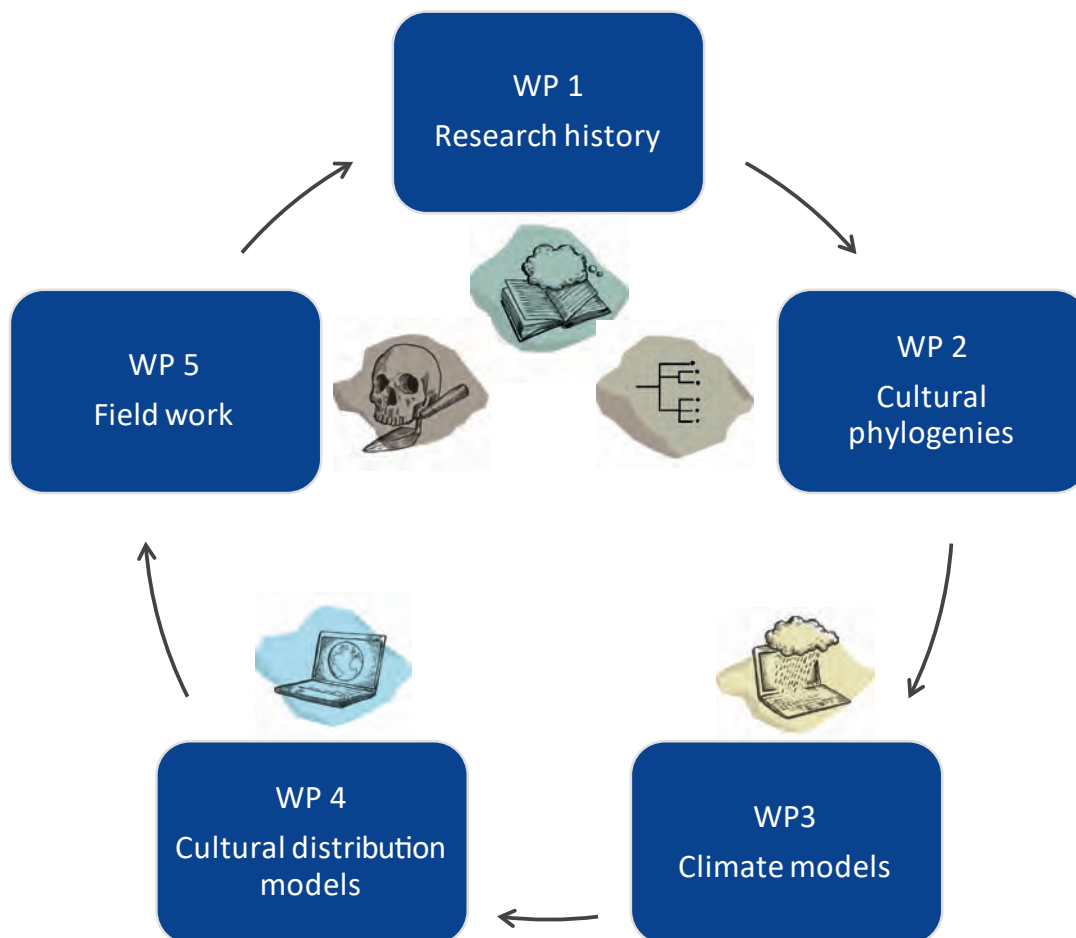 WP 1
Research history
WP 2
Cultural
phylogenies
WP3
Climate models
WP 4
Cultural distribution
models
WP 5
Field work